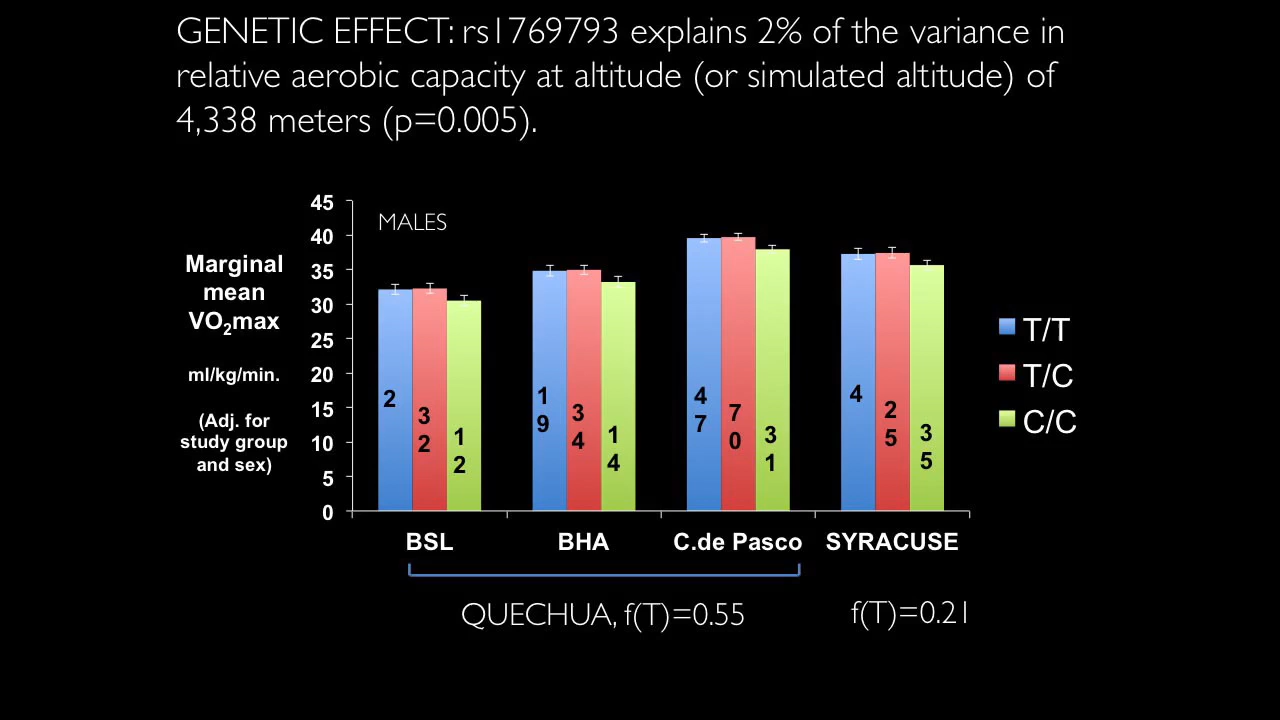 GENETIC EFFECT: rs1769793 explains 2% of the variance in
relative aerobic capacity at altitude (or simulated altitude) of
4,338 meters (p=0.005).
45
40
35
30
25
20
15
10
5
0
MALES
Marginal
mean
VO₂max
ml/kg/min.
(Adj. for
study group
and sex)
2
32
12
19
34
14
47
70
31
4
25
35
T/T
T/C
C/C
BSL BHA C.de Pasco SYRACUSE
QUECHUA, f(T)=0.55 f(T)=0.21